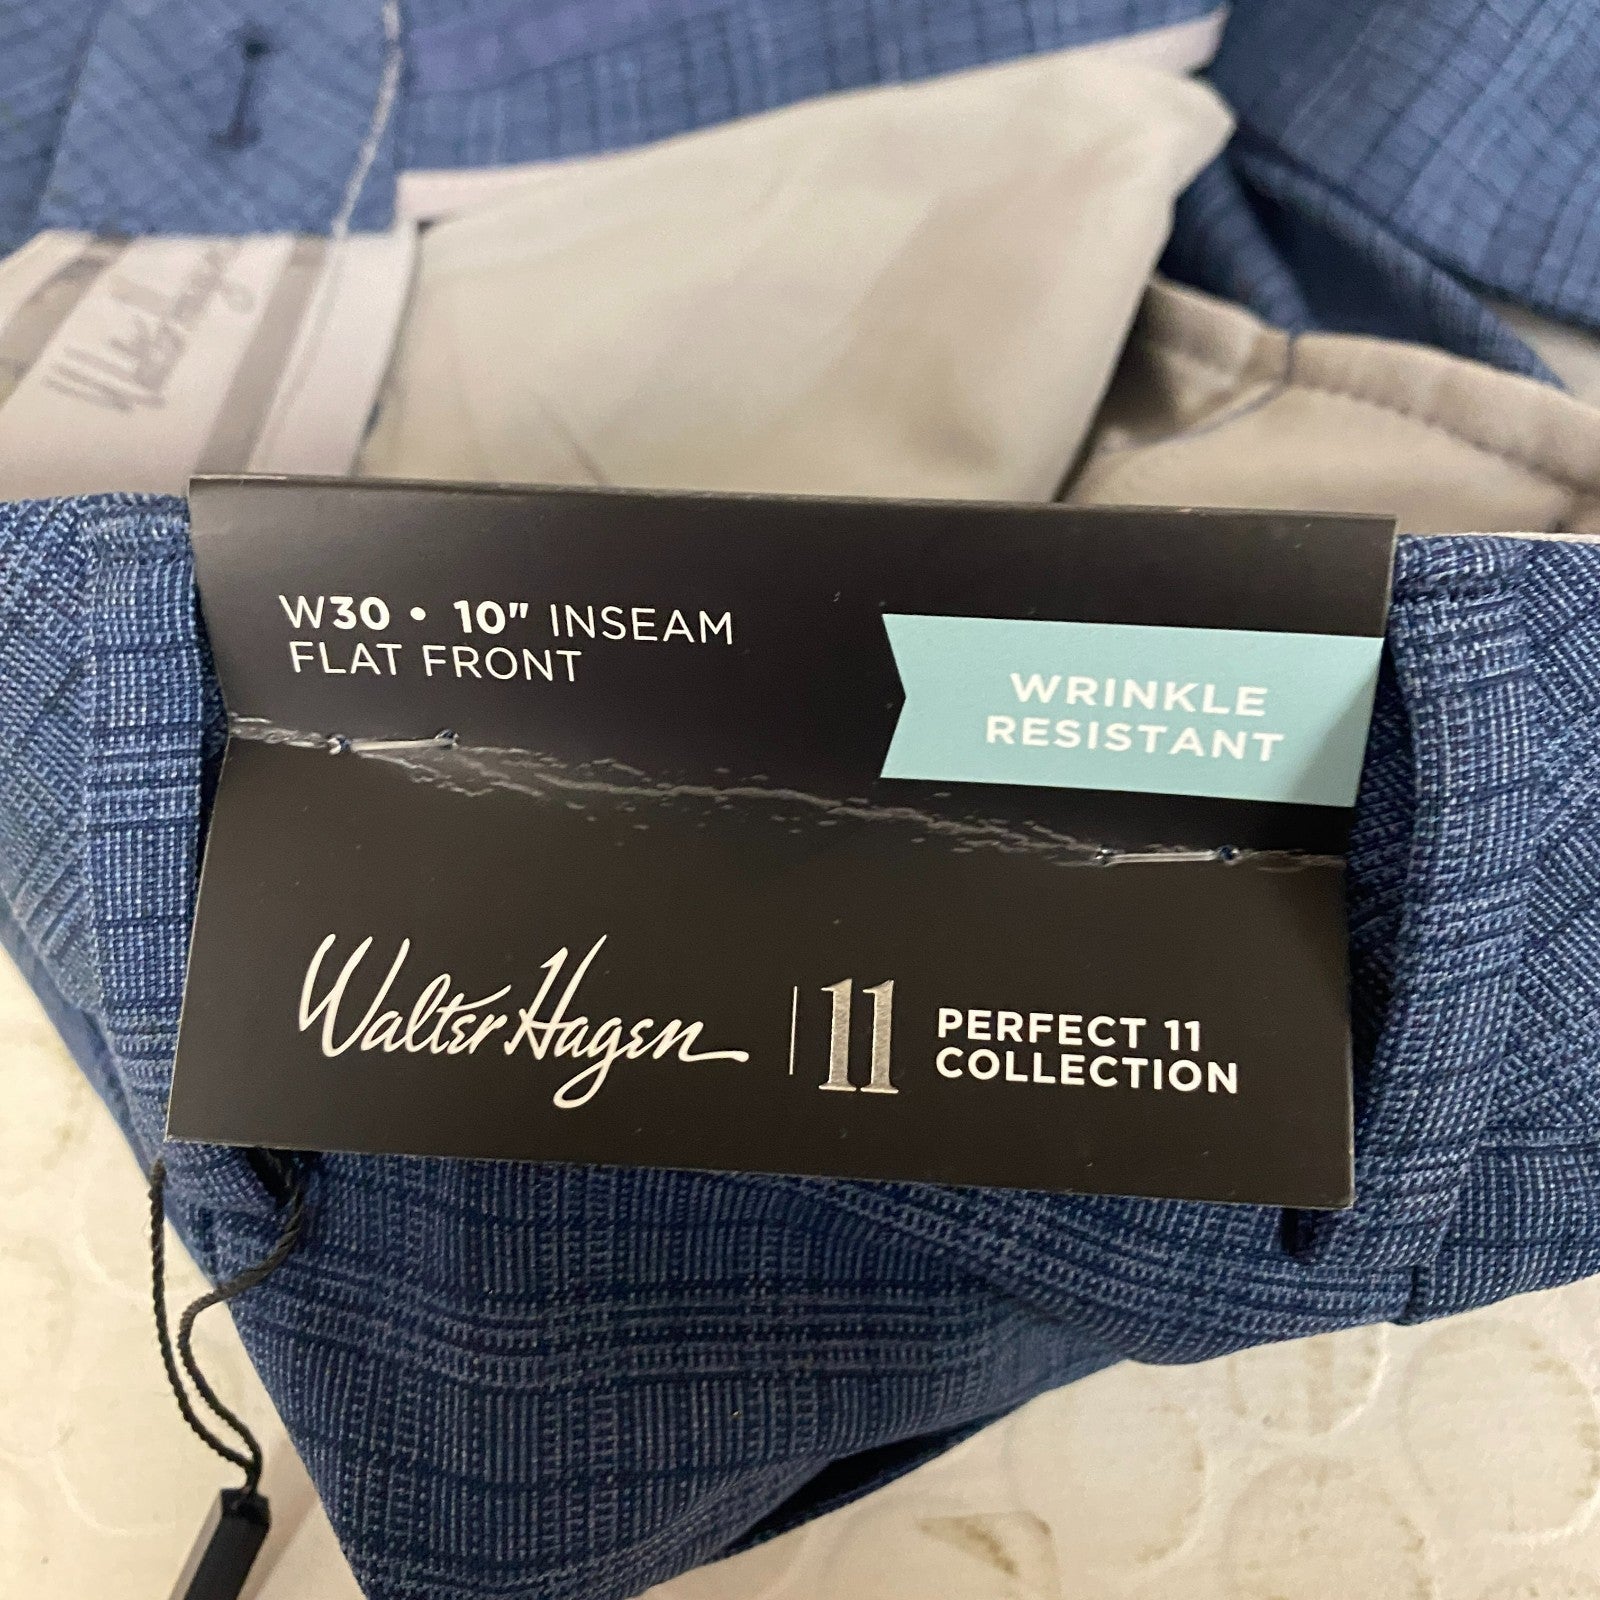 W30 • 10" INSEAM
FLAT FRONT
WRINKLE
RESISTANT
Walter Hagen
11
PERFECT 11
COLLECTION